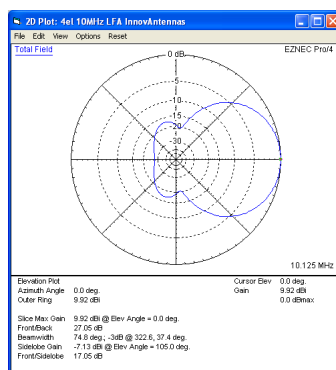 2D Plot: 4el 10MHz LFA InnovAntennas
File Edit View Options Reset
Total Field
EZNEC Pro/4
0 dB
-5
-10
-15
-20
-30
10.125 MHz
Elevation Plot
Azimuth Angle 0.0 deg.
Outer Ring 9.92 dBi
Cursor Elev 0.0 deg.
Gain 9.92 dBi
0.0 dBmax
Slice Max Gain 9.92 dBi @ Elev Angle = 0.0 deg.
Front/Back 27.05 dB
Beamwidth 74.8 deg.; -3dB @ 322.6, 37.4 deg.
Sidelobe Gain -7.13 dBi @ Elev Angle = 105.0 deg.
Front/Sidelobe 17.05 dB